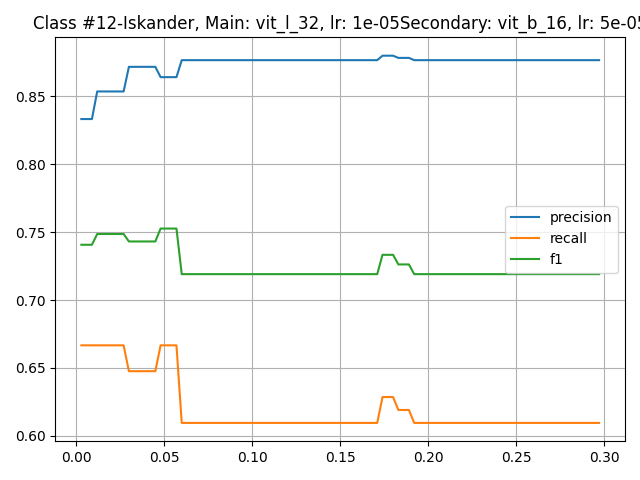 Class #12-Iskander, Main: vit_l_32, lr: 1e-05Secondary: vit_b_16, lr: 5e-05
0.85
0.80
0.75
0.70
0.65
0.60
precision
recall
f1
0.00 0.05 0.10 0.15 0.20 0.25 0.30